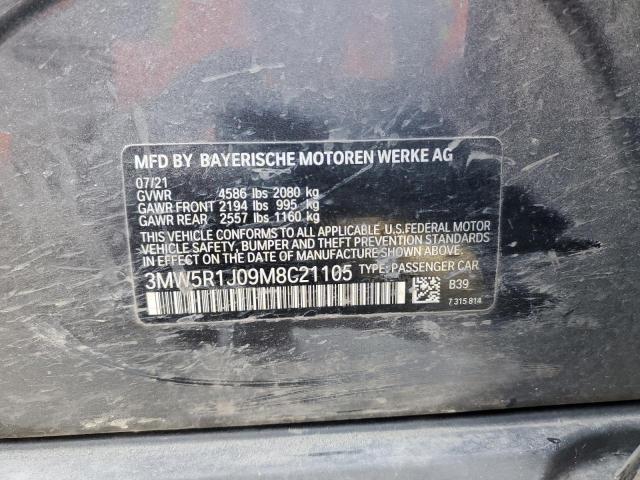 MFD BY BAYERISCHE MOTOREN WERKE AG
07/21
GVWR 4586 lbs 2080 kg
GAWR FRONT 2194 lbs 995 kg
GAWR REAR 2557 lbs 1160 kg
THIS VEHICLE CONFORMS TO ALL APPLICABLE U.S. FEDERAL MOTOR
VEHICLE SAFETY, BUMPER AND THEFT PREVENTION STANDARDS
IN EFFECT ON THE DATE OF MANUFACTURE SHOWN ABOVE.
3MW5R1J09M8C21105 TYPE: PASSENGER CAR
B39
7 315 814